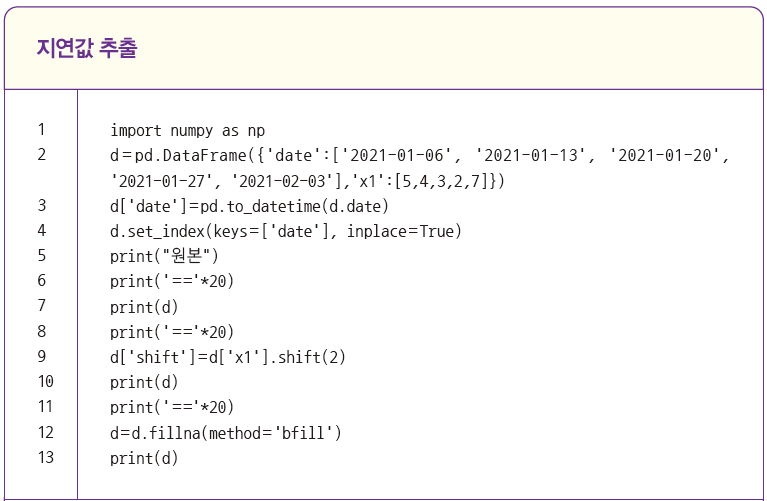 지연값 추출
1 import numpy as np
2 d=pd.DataFrame({'date':['2021-01-06', '2021-01-13', '2021-01-20',
'2021-01-27', '2021-02-03'],'x1':[5,4,3,2,7]})
3 d['date']=pd.to_datetime(d.date)
4 d.set_index(keys=['date'], inplace=True)
5 print("원본")
6 print('=='*20)
7 print(d)
8 print('=='*20)
9 d['shift']=d['x1'].shift(2)
10 print(d)
11 print('=='*20)
12 d=d.fillna(method='bfill')
13 print(d)